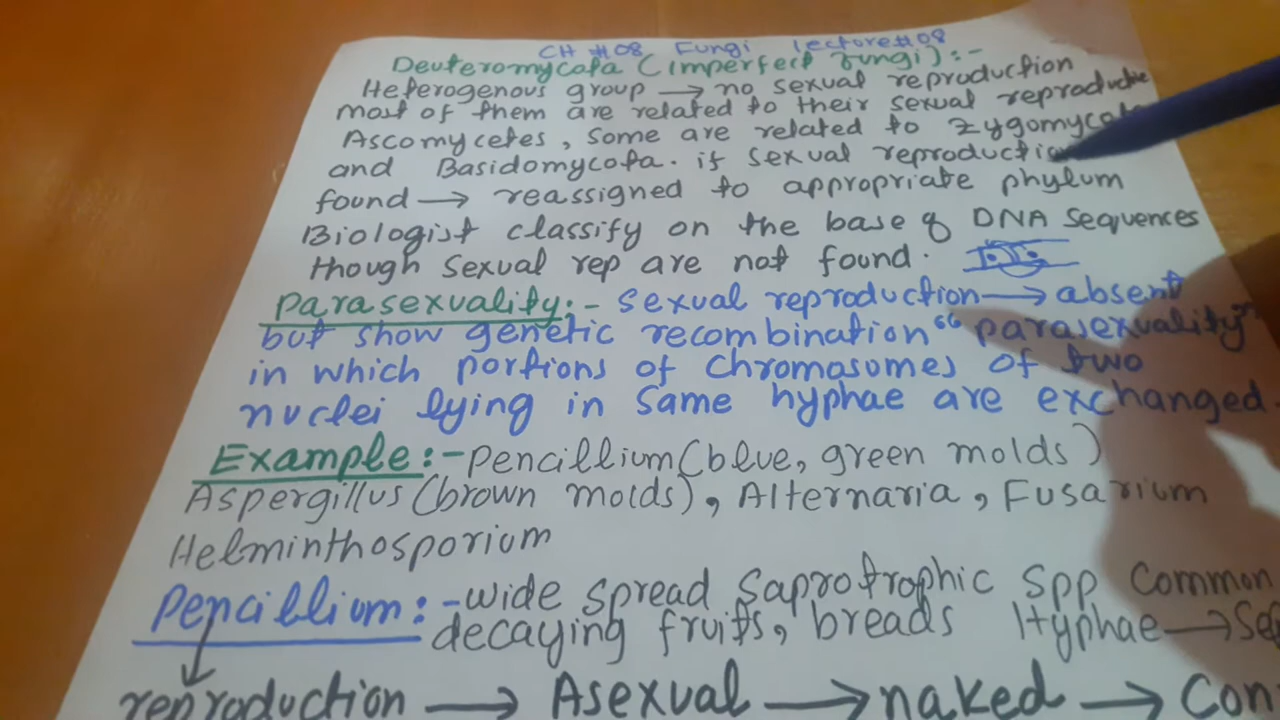 CH #08 Fungi lecture#08
Deuteromycota (imperfect fungi):-
Heterogenous group → no sexual reproduction
most of them are related to their sexual reproductive
Ascomycetes, some are related to Zygomycota
and Basidomycota. if sexual reproduction
found → reassigned to appropriate phylum
Biologist classify on the base of DNA sequences
though sexual rep are not found.
Parasexuality:- sexual reproduction → absent
but show genetic recombination "parasexuality"
in which portions of chromasomes of two
nuclei lying in same hyphae are exchanged.
Example:- Pencillium (blue, green molds)
Aspergillus (brown molds), Alternaria, Fusarium
Helminthosporium
Pencillium:- wide spread saprotrophic spp common
decaying fruits, breads Hyphae → Sep
reproduction → Asexual → naked → Con